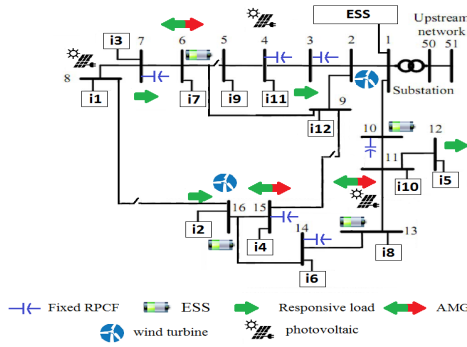 ESS
Upstream
network
i3
7
6
5
4
3
2
1
50
51
Substation
8
i1
i7
i9
i11
9
i12
10
12
11
i10
i5
16
15
i2
i4
14
13
i8
i6
Fixed RPCF
ESS
Responsive load
AMG
wind turbine
photovoltaic